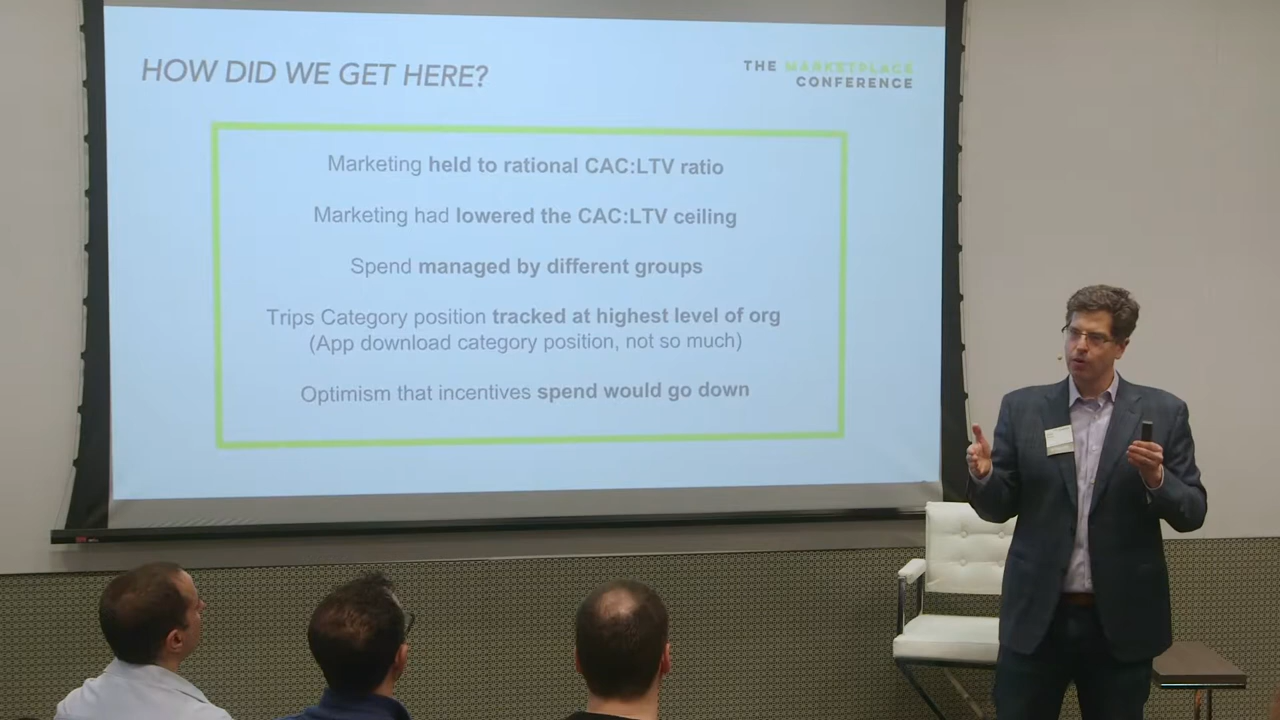 HOW DID WE GET HERE?
THE MARKETPLACE
CONFERENCE
Marketing held to rational CAC:LTV ratio
Marketing had lowered the CAC:LTV ceiling
Spend managed by different groups
Trips Category position tracked at highest level of org
(App download category position, not so much)
Optimism that incentives spend would go down